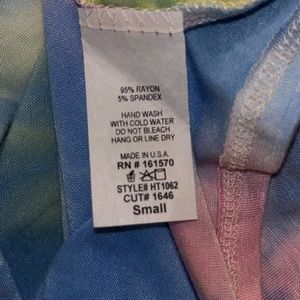 95% RAYON
5% SPANDEX
HAND WASH
WITH COLD WATER
DO NOT BLEACH
HANG OR LINE DRY
MADE IN U.S.A.
RN # 161570
STYLE# HT1062
CUT# 1646
Small